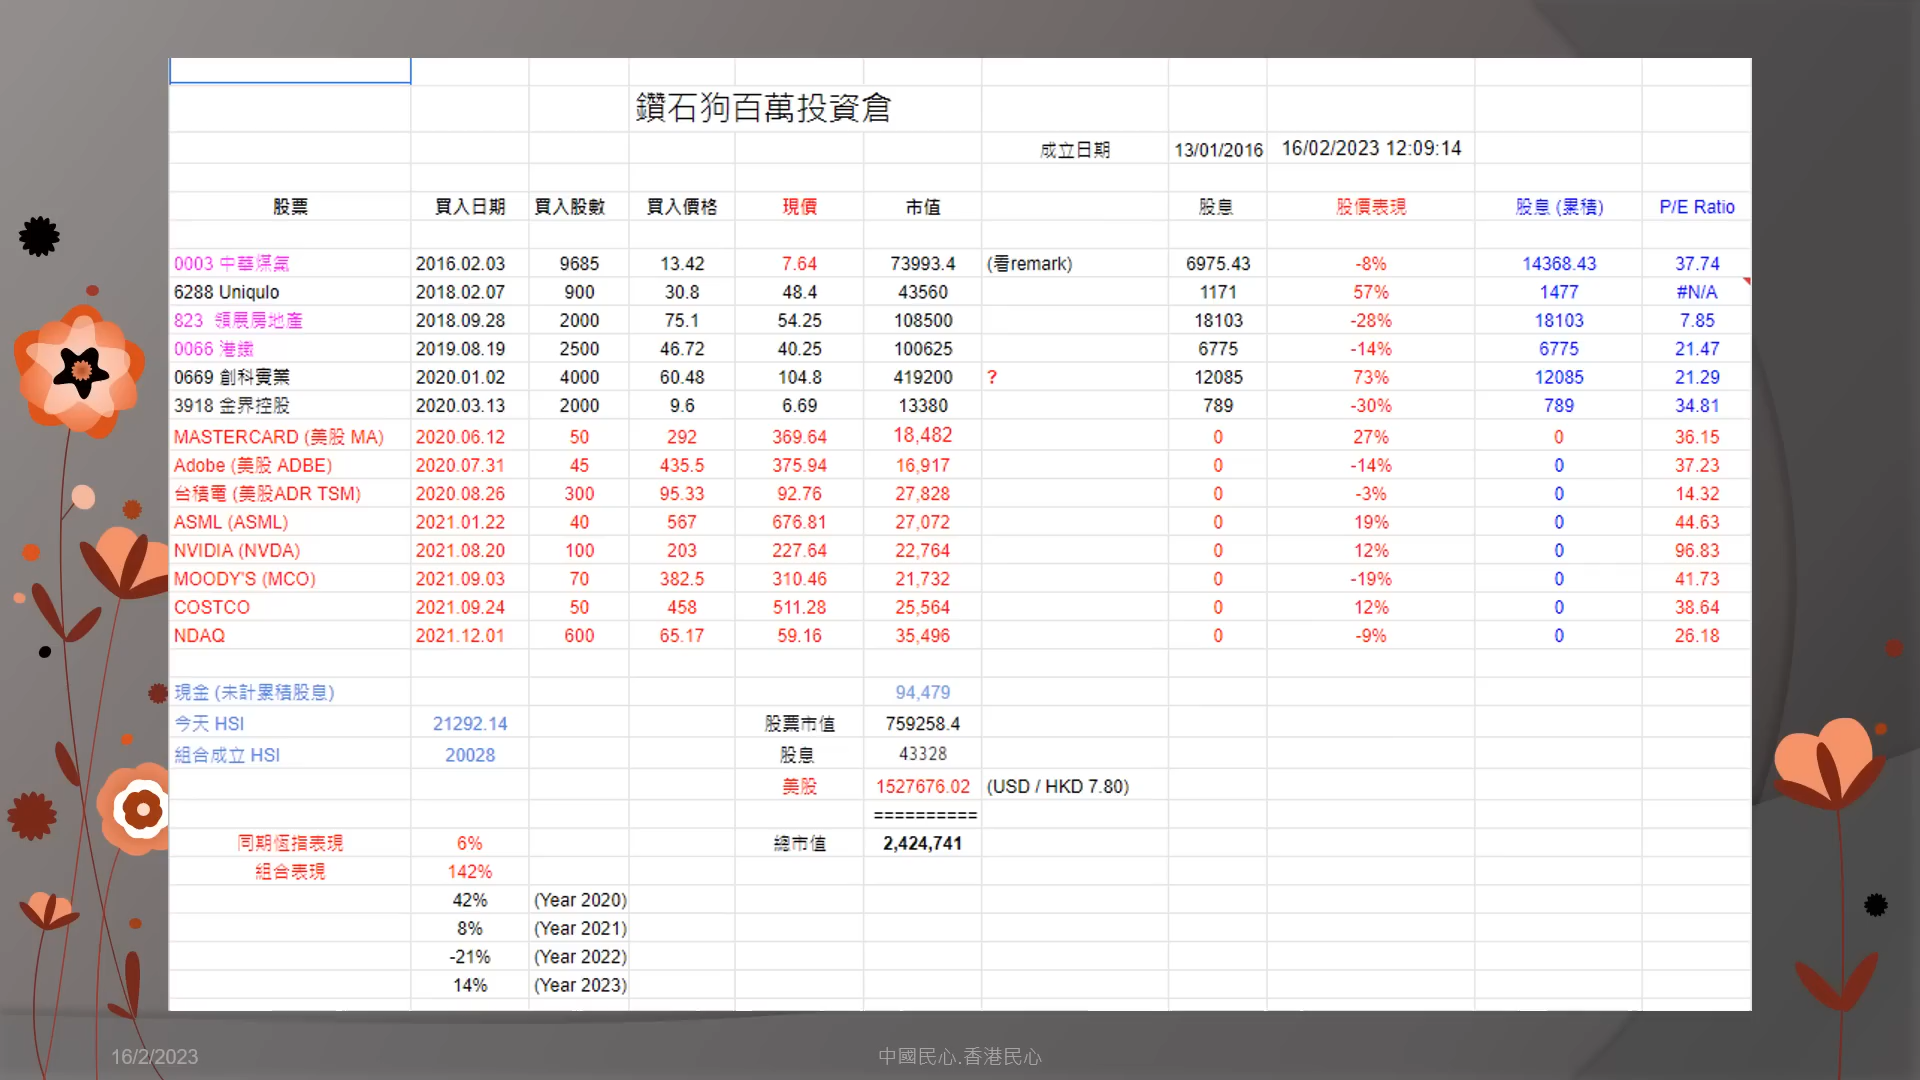 鑽石狗百萬投資倉
成立日期 13/01/2016 16/02/2023 12:09:14
股票 買入日期 買入股數 買入價格 現價 市值 股息 股價表現 股息 (累積) P/E Ratio
0003 中華煤氣 2016.02.03 9685 13.42 7.64 73993.4 (看remark) 6975.43 -8% 14368.43 37.74
6288 Uniqulo 2018.02.07 900 30.8 48.4 43560 1171 57% 1477 #N/A
823 領展房地產 2018.09.28 2000 75.1 54.25 108500 18103 -28% 18103 7.85
0066 港鐵 2019.08.19 2500 46.72 40.25 100625 6775 -14% 6775 21.47
0669 創科實業 2020.01.02 4000 60.48 104.8 419200 ? 12085 73% 12085 21.29
3918 金界控股 2020.03.13 2000 9.6 6.69 13380 789 -30% 789 34.81
MASTERCARD (美股 MA) 2020.06.12 50 292 369.64 18,482 0 27% 0 36.15
Adobe (美股 ADBE) 2020.07.31 45 435.5 375.94 16,917 0 -14% 0 37.23
台積電 (美股ADR TSM) 2020.08.26 300 95.33 92.76 27,828 0 -3% 0 14.32
ASML (ASML) 2021.01.22 40 567 676.81 27,072 0 19% 0 44.63
NVIDIA (NVDA) 2021.08.20 100 203 227.64 22,764 0 12% 0 96.83
MOODY'S (MCO) 2021.09.03 70 382.5 310.46 21,732 0 -19% 0 41.73
COSTCO 2021.09.24 50 458 511.28 25,564 0 12% 0 38.64
NDAQ 2021.12.01 600 65.17 59.16 35,496 0 -9% 0 26.18
現金 (未計累積股息) 94,479
今天 HSI 21292.14 股票市值 759258.4
組合成立 HSI 20028 股息 43328
美股 1527676.02 (USD / HKD 7.80)
==========
同期恆指表現 6% 總市值 2,424,741
組合表現 142%
42% (Year 2020)
8% (Year 2021)
-21% (Year 2022)
14% (Year 2023)
16/2/2023 中國民心.香港民心